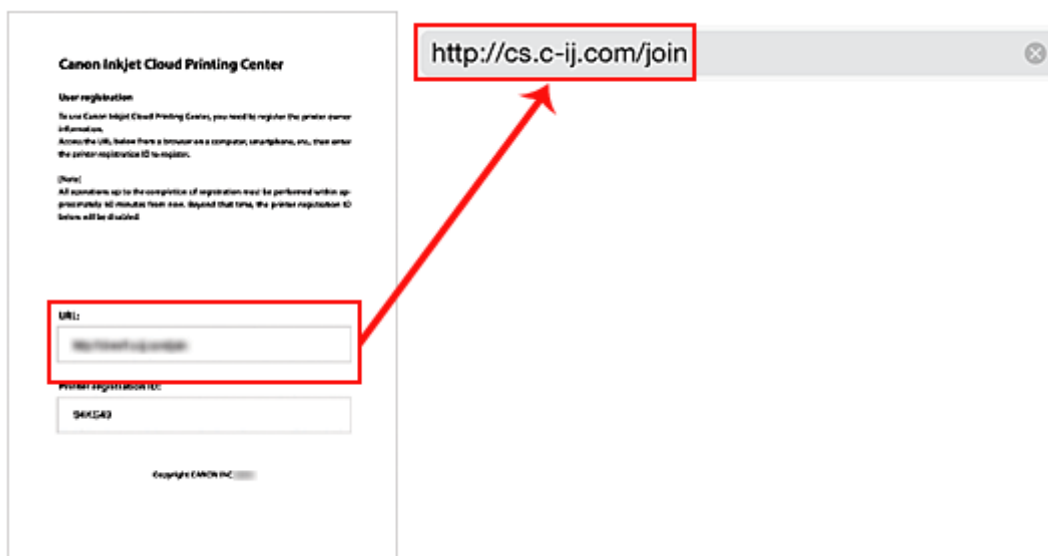 Canon Inkjet Cloud Printing Center
User registration
To use Canon Inkjet Cloud Printing Center, you need to register the printer owner
information.
Access the URL below from a browser on a computer, smartphone, etc., then enter
the printer registration ID to register.
[Note]
All operations up to the completion of registration must be performed within ap-
proximately 60 minutes from now. Beyond that time, the printer registration ID
below will be disabled.
URL:
Printer registration ID:
Copyright CANON INC.
http://cs.c-ij.com/join